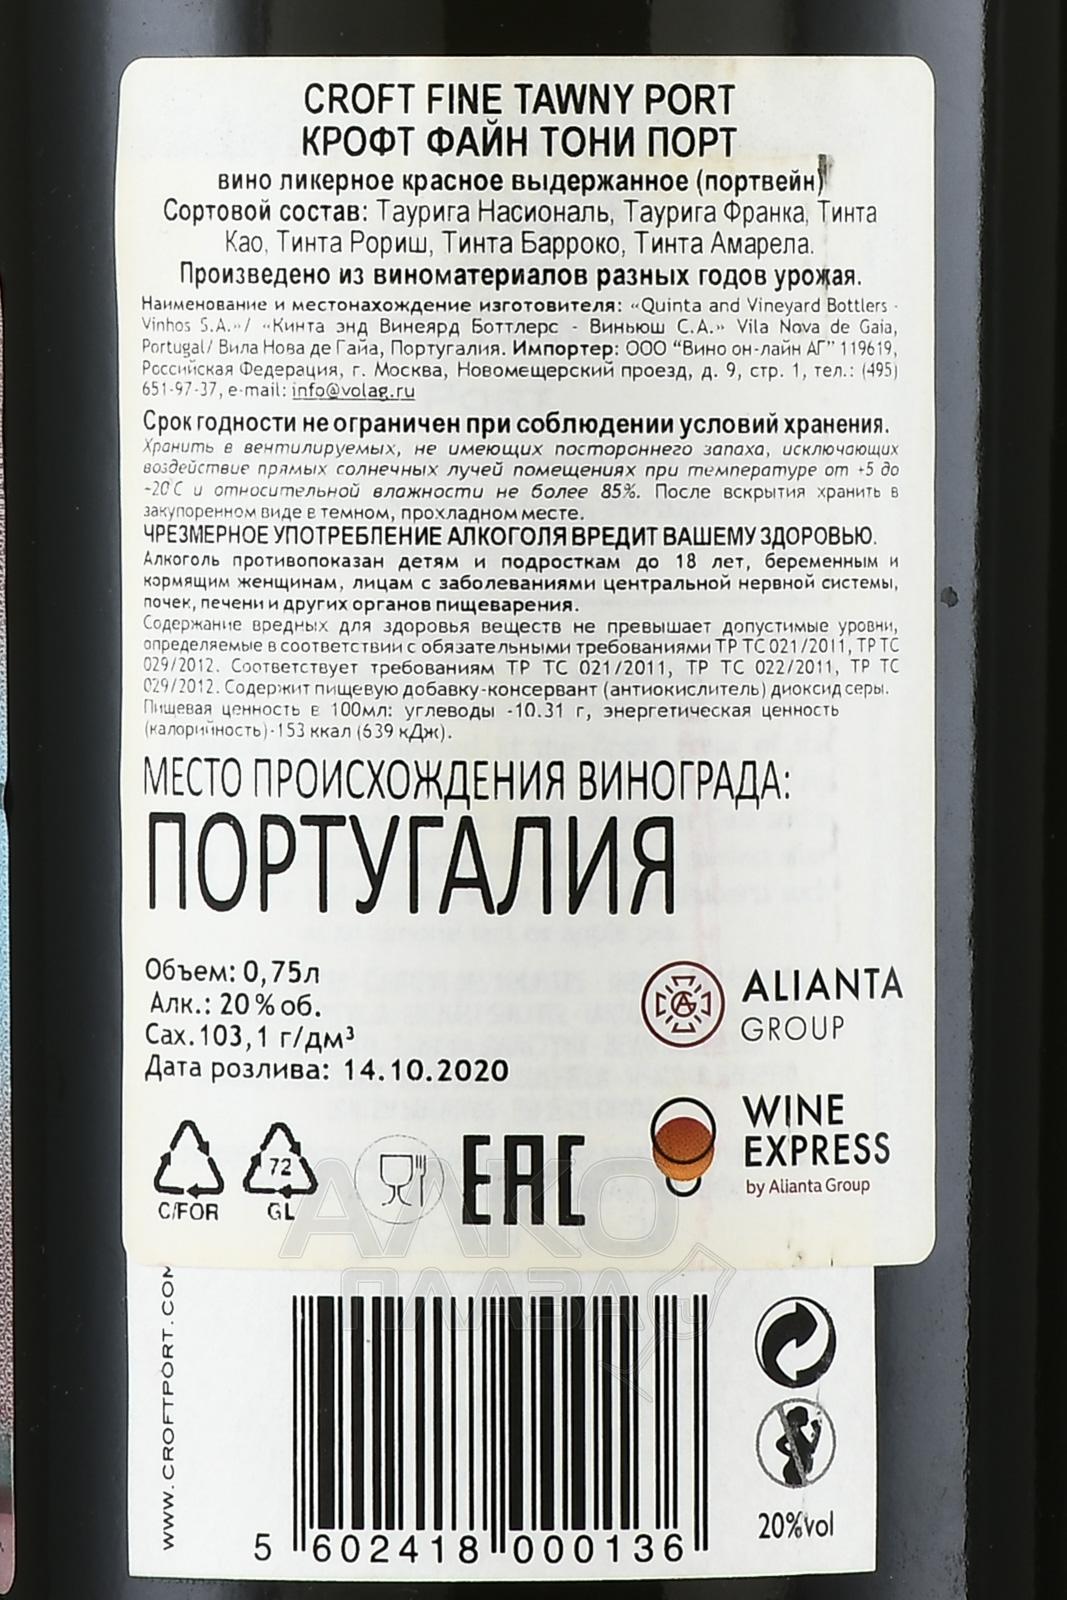 CROFT FINE TAWNY PORT
КРОФТ ФАЙН ТОНИ ПОРТ
вино ликерное красное выдержанное (портвейн)
Сортовой состав: Таурига Насиональ, Таурига Франка, Тинта
Као, Тинта Рориш, Тинта Барроко, Тинта Амарела.
Произведено из виноматериалов разных годов урожая.
Наименование и местонахождение изготовителя: «Quinta and Vineyard Bottlers -
Vinhos S.A.»/ «Кинта энд Винеярд Боттлерс - Виньюш С.А.» Vila Nova de Gaia,
Portugal/ Вила Нова де Гайа, Португалия. Импортер: ООО "Вино он-лайн АГ" 119619,
Российская Федерация, г. Москва, Новомещерский проезд, д. 9, стр. 1, тел.: (495)
651-97-37, e-mail: info@volag.ru
Срок годности не ограничен при соблюдении условий хранения.
Хранить в вентилируемых, не имеющих постороннего запаха, исключающих
воздействие прямых солнечных лучей помещениях при температуре от +5 до
+20°С и относительной влажности не более 85%. После вскрытия хранить в
закупоренном виде в темном, прохладном месте.
ЧРЕЗМЕРНОЕ УПОТРЕБЛЕНИЕ АЛКОГОЛЯ ВРЕДИТ ВАШЕМУ ЗДОРОВЬЮ.
Алкоголь противопоказан детям и подросткам до 18 лет, беременным и
кормящим женщинам, лицам с заболеваниями центральной нервной системы,
почек, печени и других органов пищеварения.
Содержание вредных для здоровья веществ не превышает допустимые уровни,
определяемые в соответствии с обязательными требованиями ТР ТС 021/2011, ТР ТС
029/2012. Соответствует требованиям ТР ТС 021/2011, ТР ТС 022/2011, ТР ТС
029/2012. Содержит пищевую добавку-консервант (антиокислитель) диоксид серы.
Пищевая ценность в 100мл: углеводы -10.31 г, энергетическая ценность
(калорийность)-153 ккал (639 кДж).
МЕСТО ПРОИСХОЖДЕНИЯ ВИНОГРАДА:
ПОРТУГАЛИЯ
Объем: 0,75л
Алк.: 20 % об.
Сах.103,1 г/дм³
Дата розлива: 14.10.2020
ALIANTA
GROUP
WINE
EXPRESS
by Alianta Group
C/FOR
72
GL
EAC
АЛКО
ПЛАЗА.ru
WWW.CROFTPORT.COM
5 602418 000136
20%vol